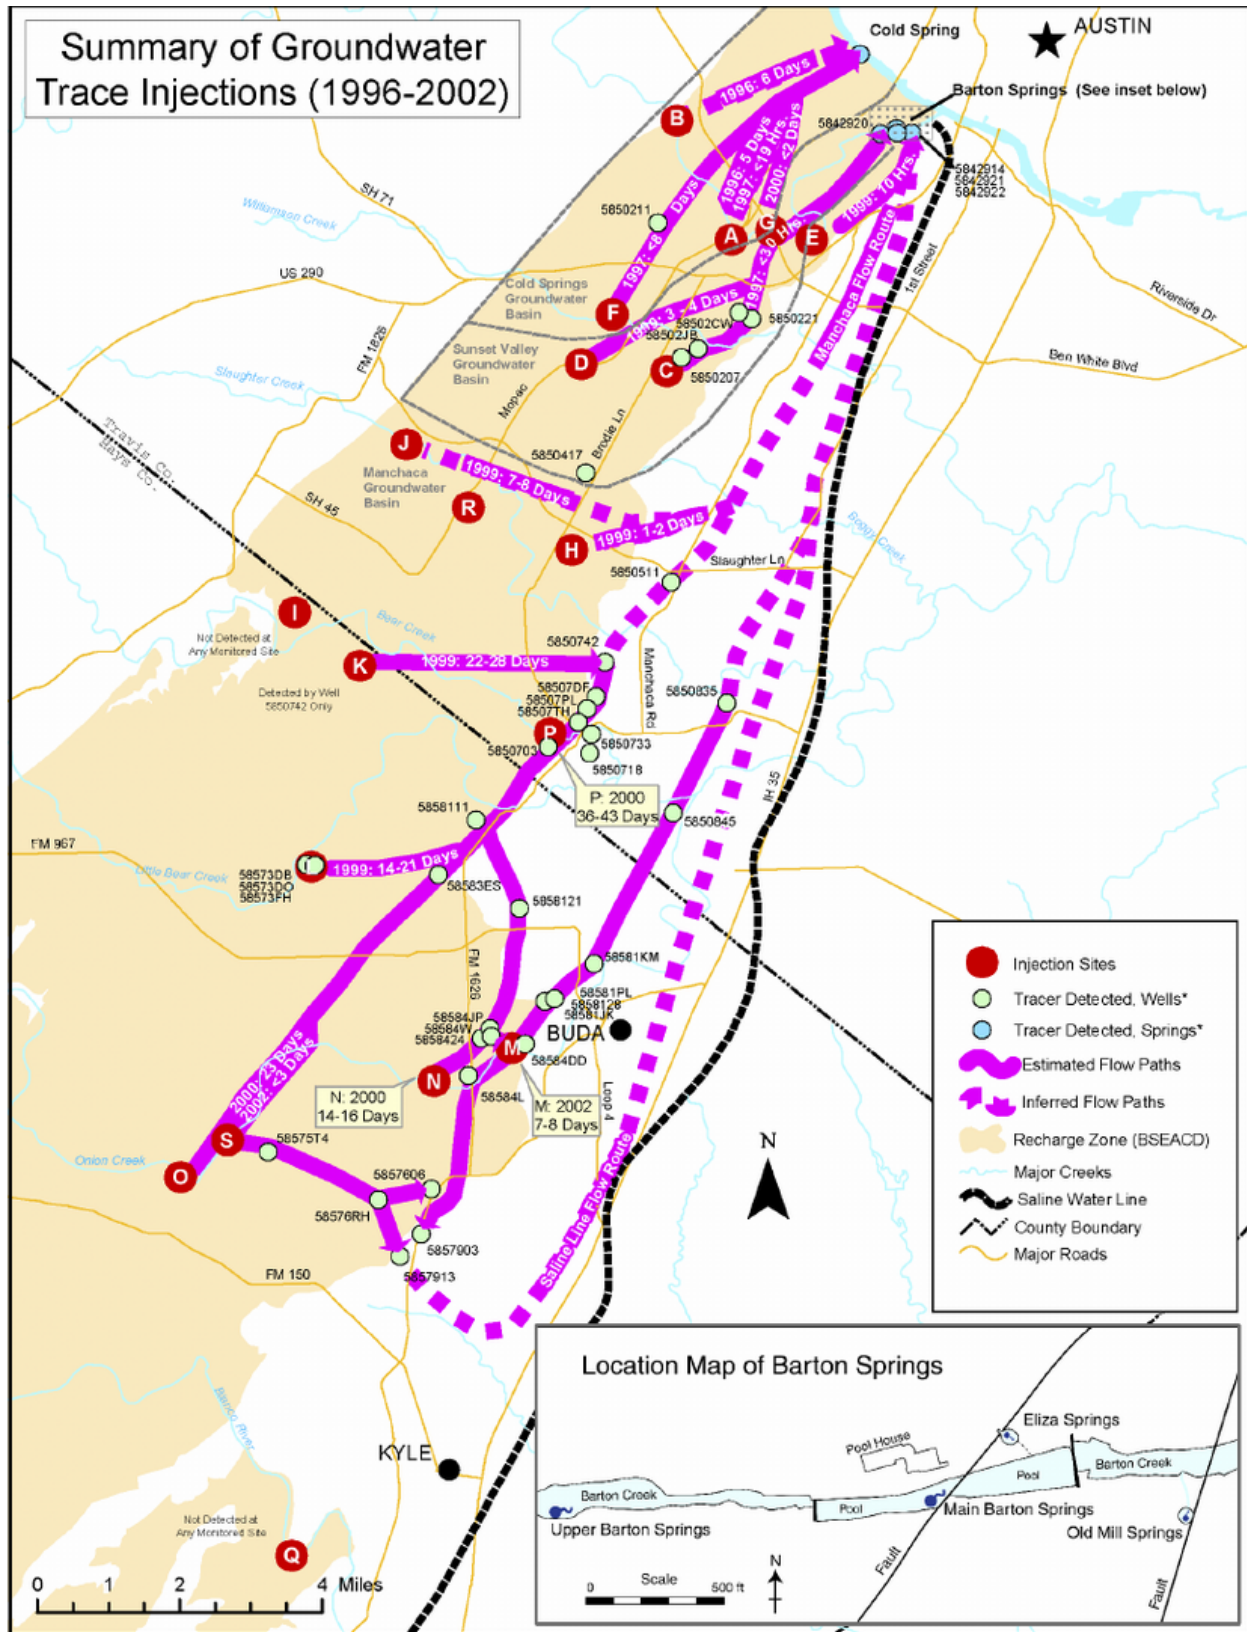 Summary of Groundwater
Trace Injections (1996-2002)
Cold Spring
AUSTIN
Barton Springs (See inset below)
1996: 6 Days
B
5842920
5842914
5842921
5842922
1996: 5 Days
1997: <19 Hrs.
2000: <2 Days
1999: 10 Hrs.
SH 71
Williamson Creek
5850211
1997: <8 Days
A
G
E
US 290
Cold Springs
Groundwater
Basin
F
1999: 3 - 4 Days
58502CW
5850221
58502JB
5850207
Sunset Valley
Groundwater
Basin
D
C
Manchaca Flow Route
1st Street
Riverside Dr
Ben White Blvd
FM 1826
Slaughter Creek
Mopac
Brodie Ln
Travis Co.
Hays Co.
J
1999: 7-8 Days
5850417
Manchaca
Groundwater
Basin
R
SH 45
H
1999: 1-2 Days
Boggy Creek
Slaughter Ln
5850511
I
Not Detected at
Any Monitored Site
Bear Creek
5850742
K
1999: 22-28 Days
Detected by Well
5850742 Only
58507DF
58507PL
58507TH
Manchaca Rd
5850835
P
5850703
5850733
5850718
P: 2000
36-43 Days
IH 35
5858111
5850845
FM 967
Little Bear Creek
1999: 14-21 Days
58573DB
58573DO
58573FH
58583ES
5858121
FM 1626
58581KM
58581PL
5858128
58581JK
BUDA
58584JP
58584W
5858424
M
58584DD
N
58584L
N: 2000
14-16 Days
M: 2002
7-8 Days
Loop 4
2002: <3 Days
S
58575T4
Onion Creek
O
5857606
58576RH
5857903
5857913
Saline Line Flow Route
FM 150
N
Injection Sites
Tracer Detected, Wells*
Tracer Detected, Springs*
Estimated Flow Paths
Inferred Flow Paths
Recharge Zone (BSEACD)
Major Creeks
Saline Water Line
County Boundary
Major Roads
Blanco River
KYLE
Not Detected at
Any Monitored Site
Q
0 2 4 Miles
Location Map of Barton Springs
Eliza Springs
Pool House
Pool
Barton Creek
Barton Creek
Pool
Main Barton Springs
Upper Barton Springs
Old Mill Springs
Fault
Fault
N
0 Scale 500 ft